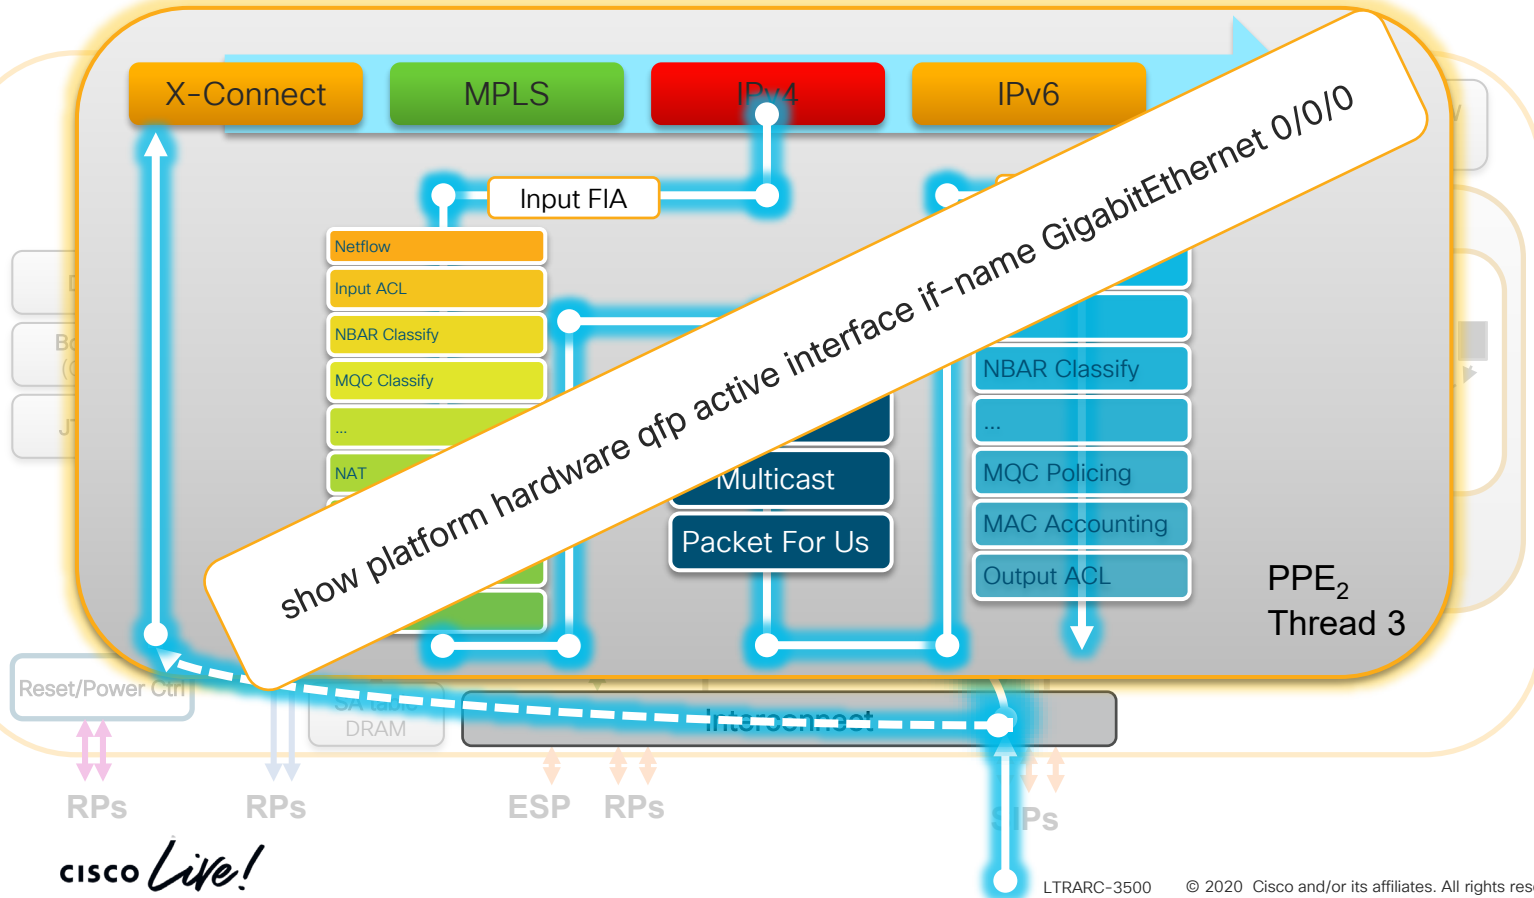 X-Connect
MPLS
IPv4
IPv6
Input FIA
Netflow
Input ACL
NBAR Classify
MQC Classify
...
NAT
show platform hardware qfp active interface if-name GigabitEthernet 0/0/0
Multicast
Packet For Us
NBAR Classify
...
MQC Policing
MAC Accounting
Output ACL
PPE2
Thread 3
Reset/Power Ctrl
SA table
DRAM
Interconnect
RPs
RPs
ESP
RPs
SIPs
CISCO Live!
LTRARC-3500
© 2020 Cisco and/or its affiliates. All rights